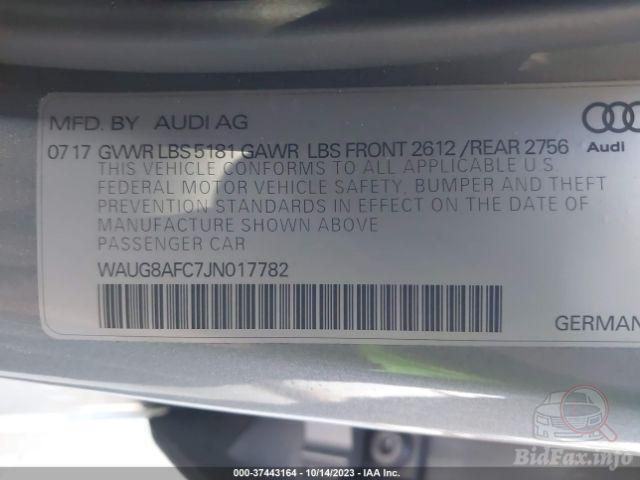 MFD. BY AUDI AG
0717 GVWR LBS 5181 GAWR LBS FRONT 2612 / REAR 2756
THIS VEHICLE CONFORMS TO ALL APPLICABLE U.S.
FEDERAL MOTOR VEHICLE SAFETY, BUMPER AND THEFT
PREVENTION STANDARDS IN EFFECT ON THE DATE OF
MANUFACTURE SHOWN ABOVE
PASSENGER CAR
WAUG8AFC7JN017782
Audi
GERMAN
BidFax.info
000-37443164 - 10/14/2023 - IAA Inc.